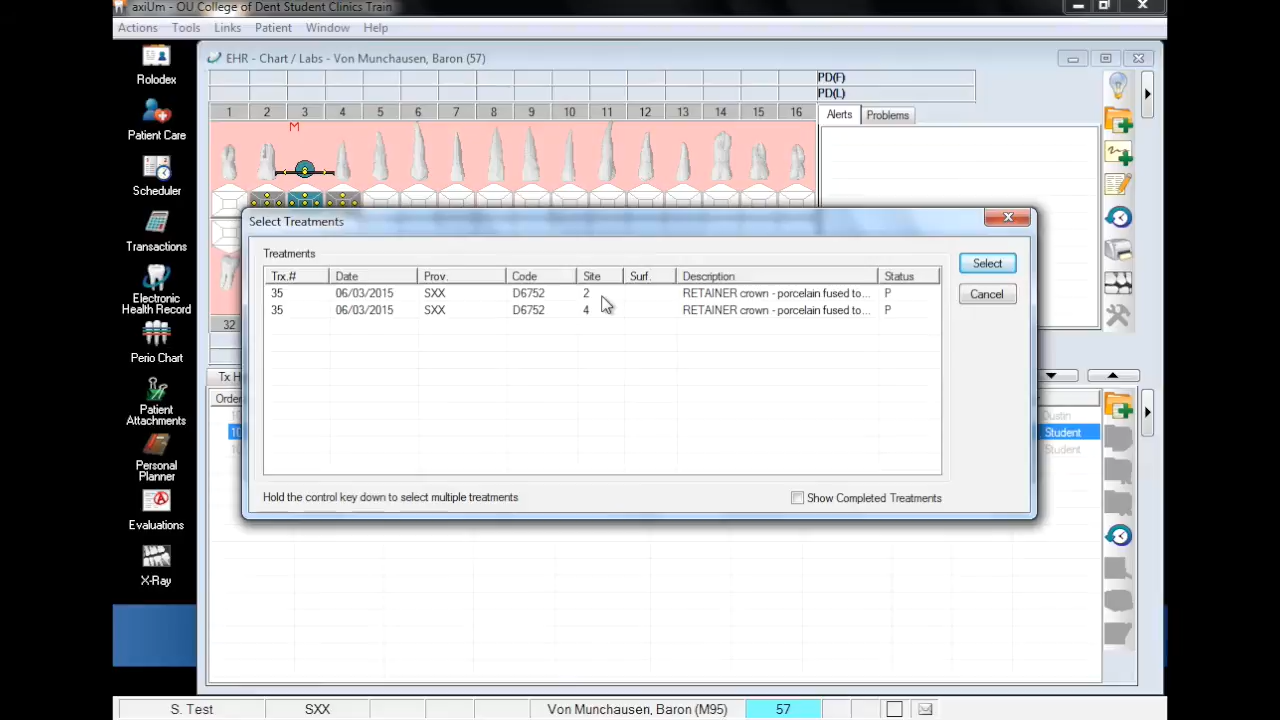 axiUm - OU College of Dent Student Clinics Train
Actions Tools Links Patient Window Help
Rolodex
Patient Care
Scheduler
Transactions
Electronic
Health Record
Perio Chart
Patient
Attachments
Personal
Planner
Evaluations
X-Ray
EHR - Chart / Labs - Von Munchausen, Baron (57)
PD(F)
PD(L)
1 2 3 4 5 6 7 8 9 10 11 12 13 14 15 16
M
Alerts Problems
Select Treatments
Treatments
Trx.# Date Prov. Code Site Surf. Description Status
35 06/03/2015 SXX D6752 2 RETAINER crown - porcelain fused to... P
35 06/03/2015 SXX D6752 4 RETAINER crown - porcelain fused to... P
Select
Cancel
Hold the control key down to select multiple treatments
Show Completed Treatments
32
Tx H
Order
10
Dustin
Student
Student
S. Test SXX Von Munchausen, Baron (M95) 57